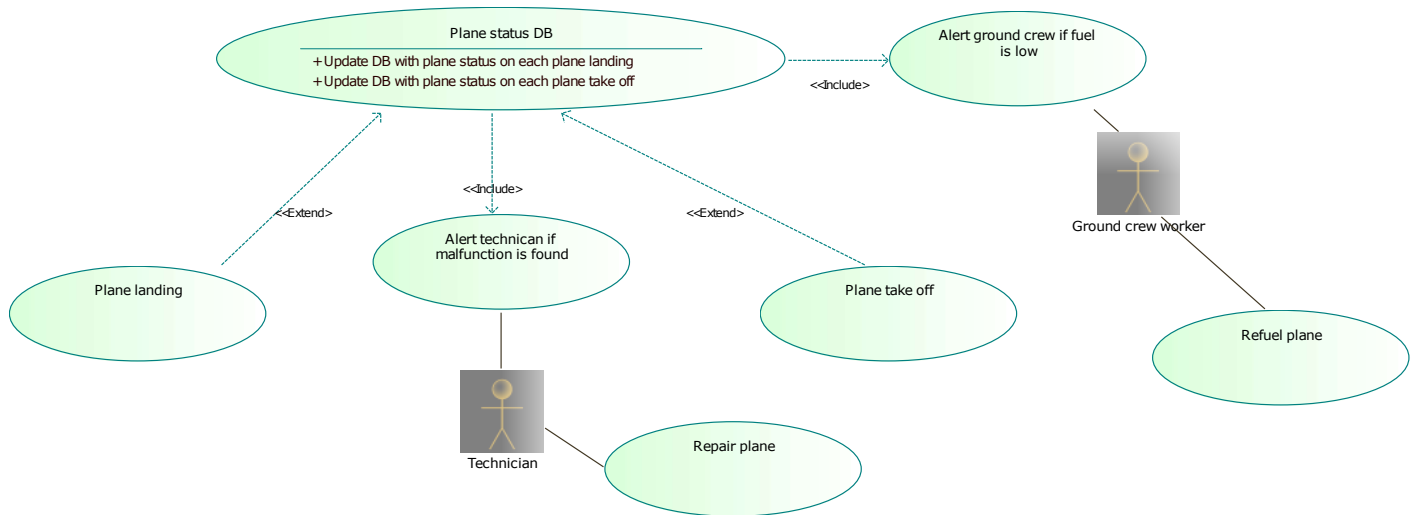 Plane status DB
+Update DB with plane status on each plane landing
+Update DB with plane status on each plane take off
Alert ground crew if fuel
is low
<<Include>
<<Include>
<<Extend>
<<Extend>
Ground crew worker
Alert technican if
malfunction is found
Plane landing
Plane take off
Refuel plane
Repair plane
Technician